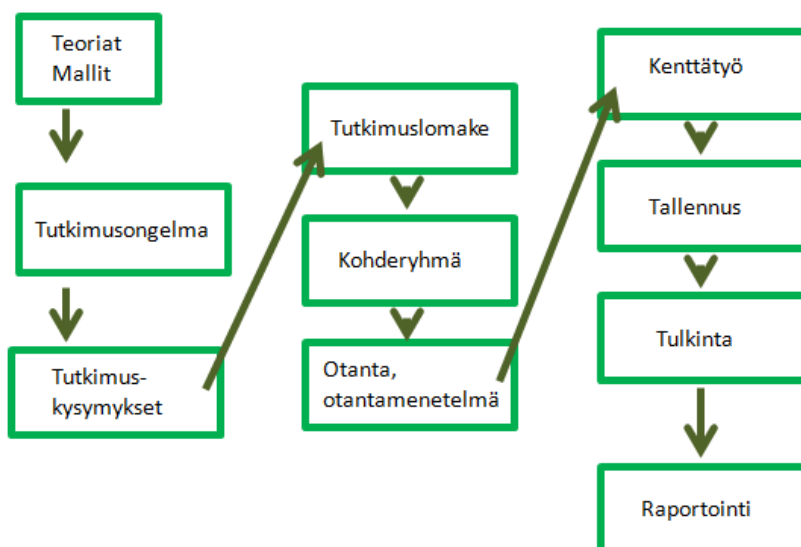 Teoriat
Mallit
Tutkimusongelma
Tutkimus-
kysymykset
Tutkimuslomake
Kohderyhmä
Otanta,
otantamenetelmä
Kenttätyö
Tallennus
Tulkinta
Raportointi